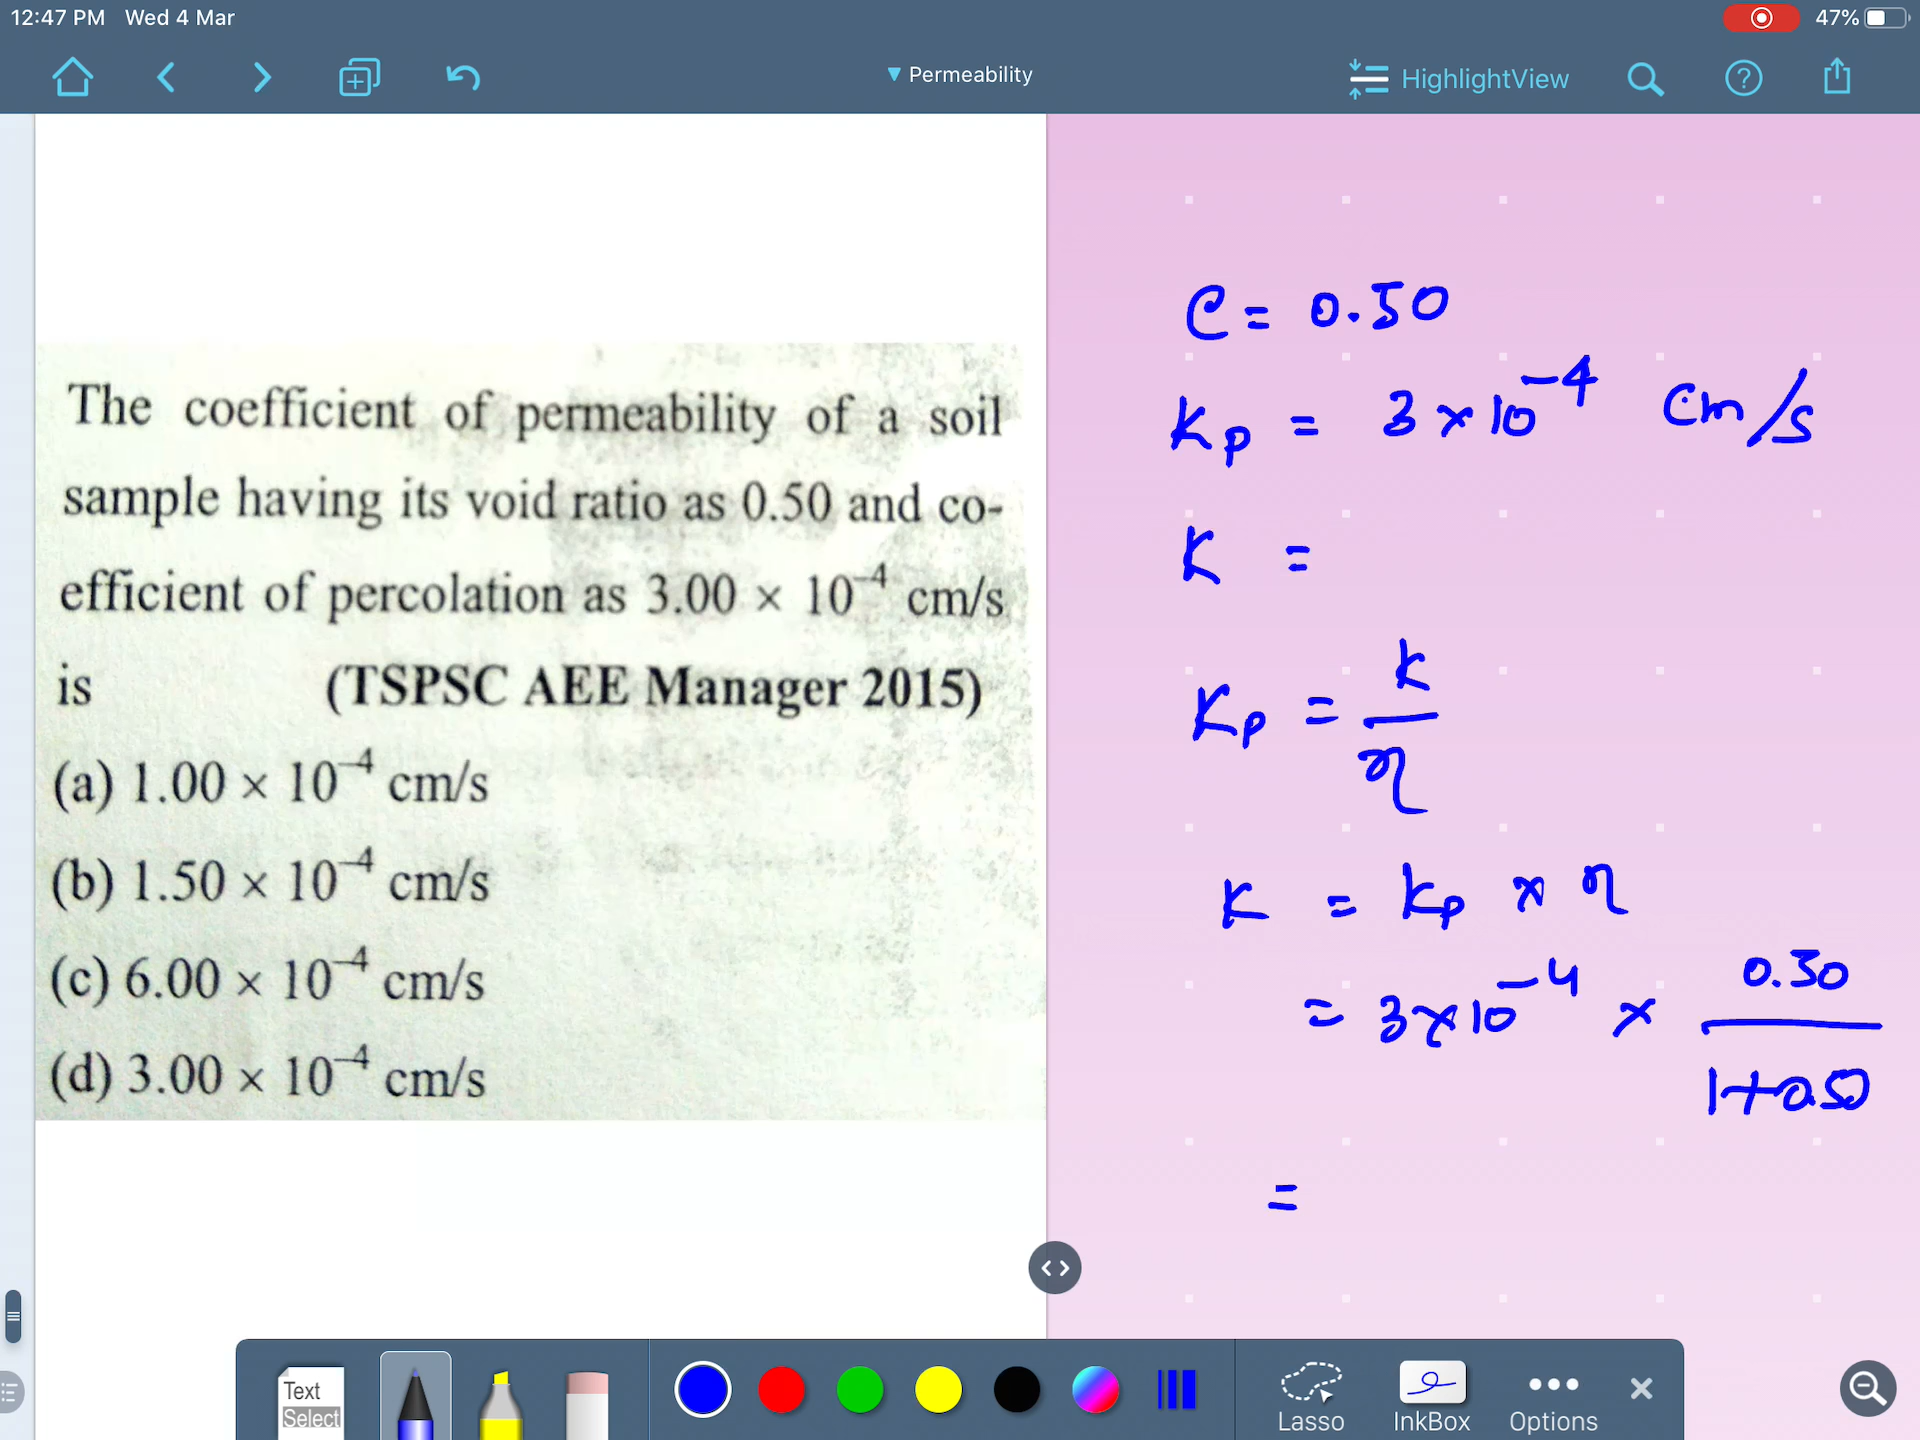 12:47 PM Wed 4 Mar
47%
▼ Permeability
HighlightView
The coefficient of permeability of a soil
sample having its void ratio as 0.50 and co-
efficient of percolation as 3.00 × 10⁻⁴ cm/s
is (TSPSC AEE Manager 2015)
(a) 1.00 × 10⁻⁴ cm/s
(b) 1.50 × 10⁻⁴ cm/s
(c) 6.00 × 10⁻⁴ cm/s
(d) 3.00 × 10⁻⁴ cm/s
e = 0.50
Kp = 3 × 10⁻⁴ cm/s
K =
Kp = K/η
K = Kp × η
= 3×10⁻⁴ × 0.50/1+0.50
=
Text
Select
Lasso
InkBox
Options